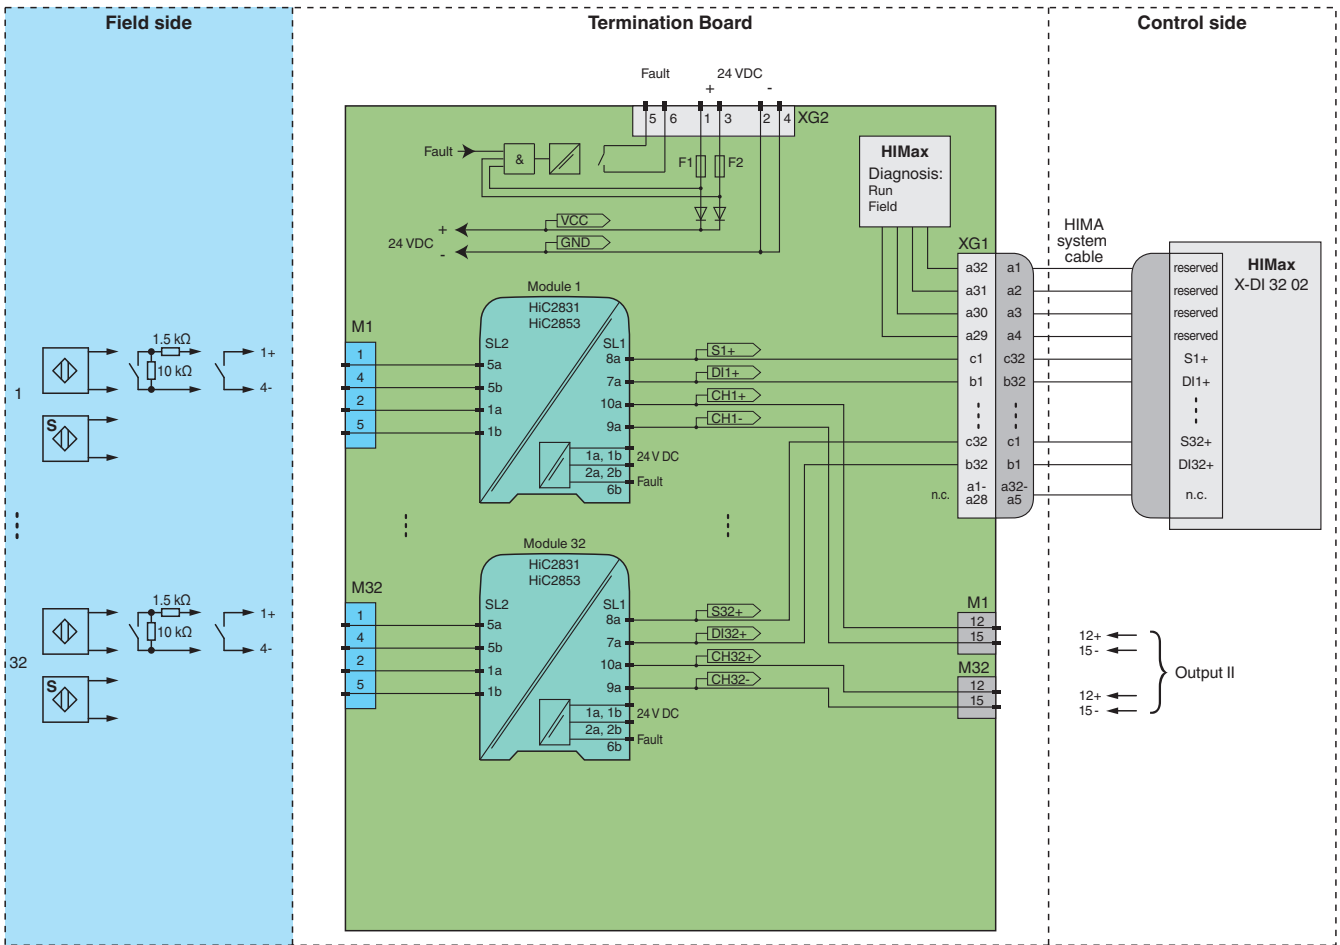 Field side
Termination Board
Control side
Fault
24 VDC
+
-
5
6
1
3
2
4
XG2
Fault
&
F1
F2
HIMax
Diagnosis:
Run
Field
VCC
GND
24 VDC
+
-
HIMA
system
cable
XG1
a32 a1
a31 a2
a30 a3
a29 a4
c1 c32
b1 b32
c32 c1
b32 b1
n.c.
a1-
a28
a32-
a5
reserved
reserved
reserved
reserved
S1+
DI1+
S32+
DI32+
n.c.
HIMax
X-DI 32 02
1
1.5 kΩ
10 kΩ
1+
4-
S
M1
1
4
2
5
Module 1
HiC2831
HiC2853
SL2
5a
5b
1a
1b
SL1
8a
7a
10a
9a
1a, 1b
2a, 2b
6b
24 V DC
Fault
S1+
DI1+
CH1+
CH1-
32
1.5 kΩ
10 kΩ
1+
4-
S
M32
1
4
2
5
Module 32
HiC2831
HiC2853
SL2
5a
5b
1a
1b
SL1
8a
7a
10a
9a
1a, 1b
2a, 2b
6b
24 V DC
Fault
S32+
DI32+
CH32+
CH32-
M1
12
15
M32
12
15
12+
15-
12+
15-
Output II